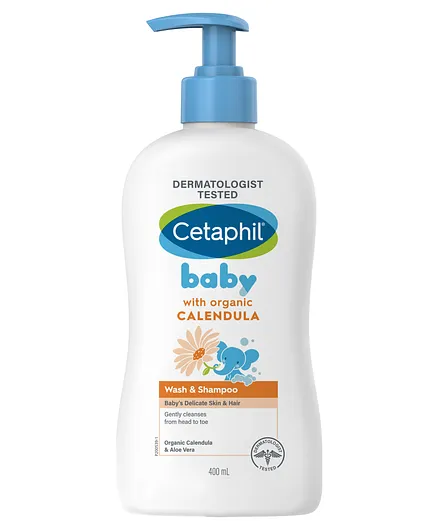 DERMATOLOGIST
TESTED
Cetaphil®
baby
with organic
CALENDULA
Wash & Shampoo
Baby's Delicate Skin & Hair
Gently cleanses
from head to toe
Organic Calendula
& Aloe Vera
400 mL
DERMATOLOGIST
TESTED